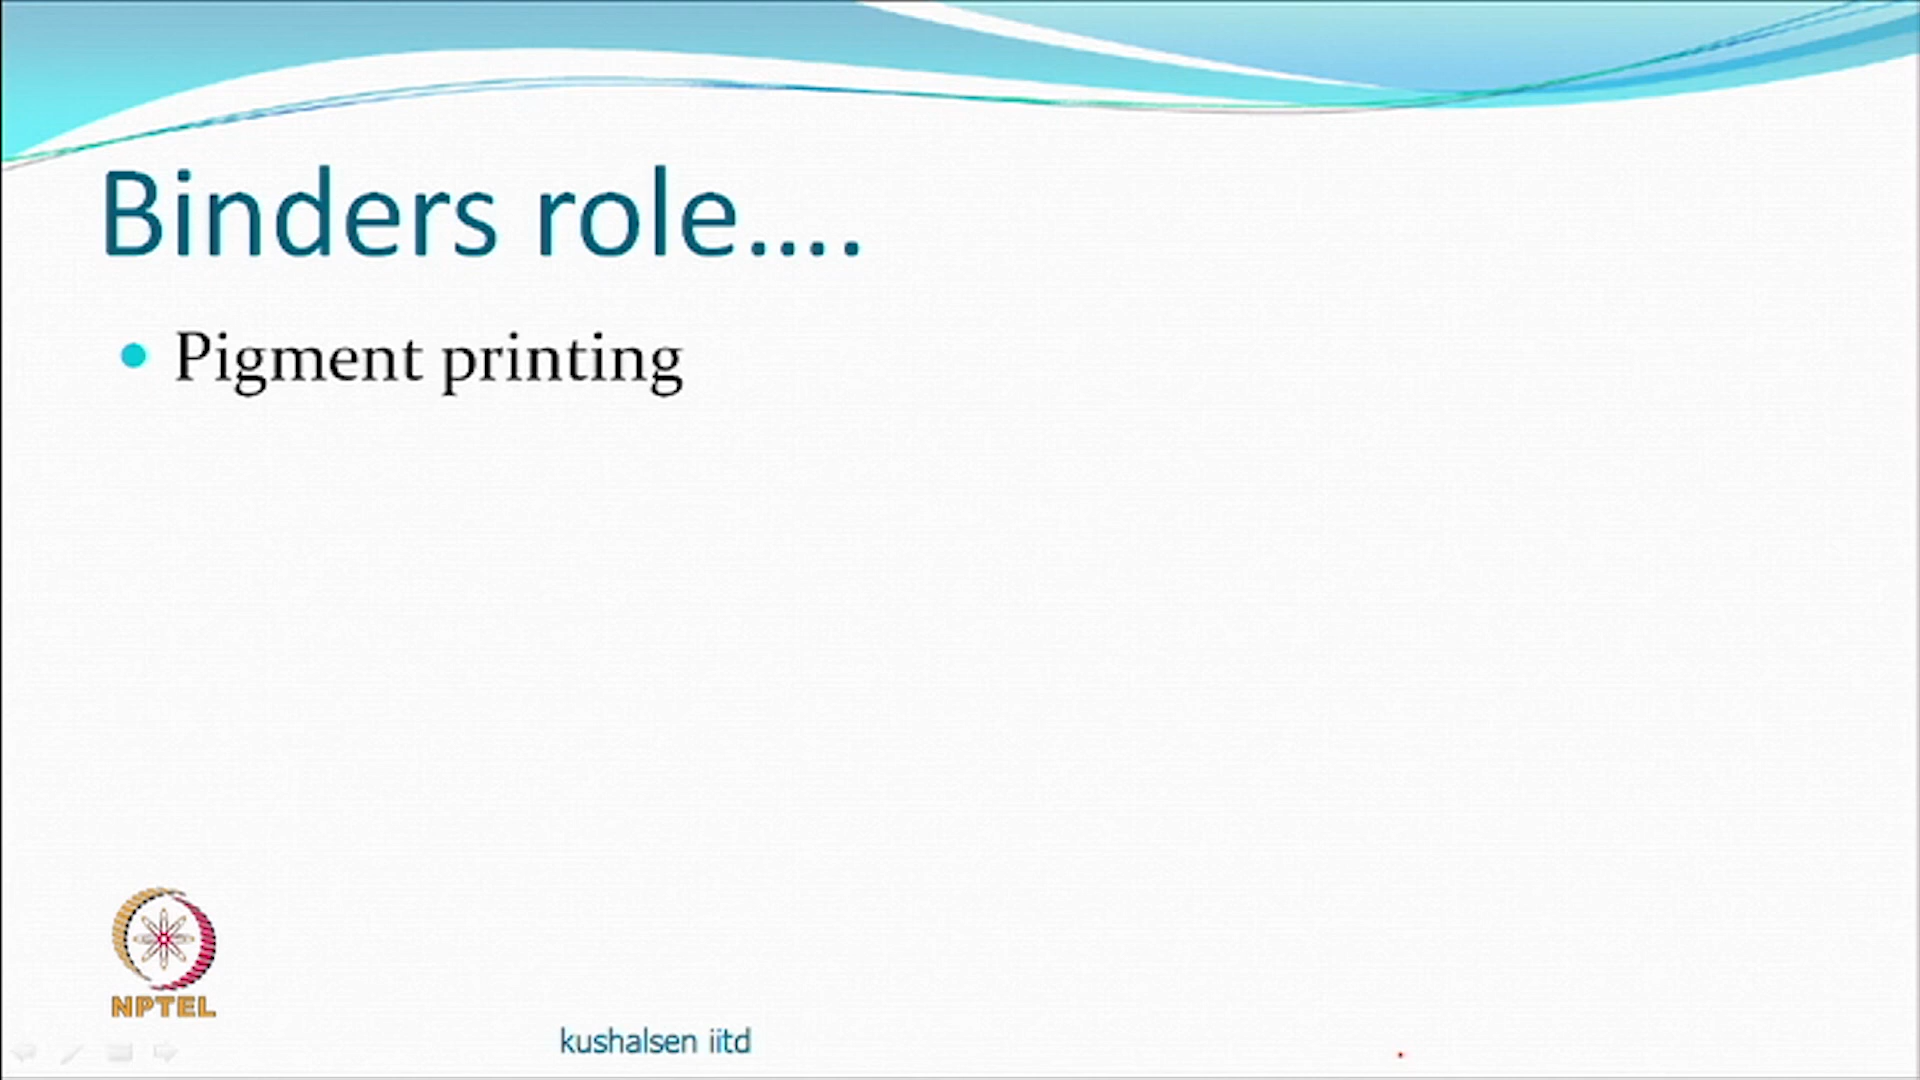 Binders role....
Pigment printing
NPTEL
kushalsen iitd